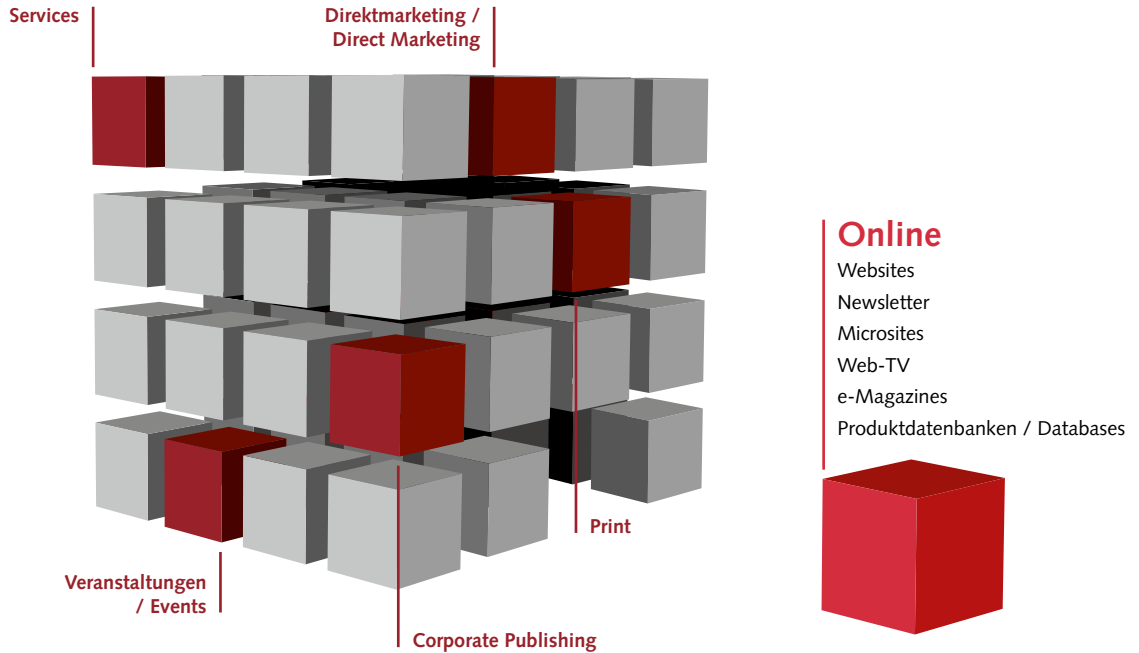 Services
Direktmarketing /
Direct Marketing
Online
Websites
Newsletter
Microsites
Web-TV
e-Magazines
Produktdatenbanken / Databases
Print
Veranstaltungen
/ Events
Corporate Publishing